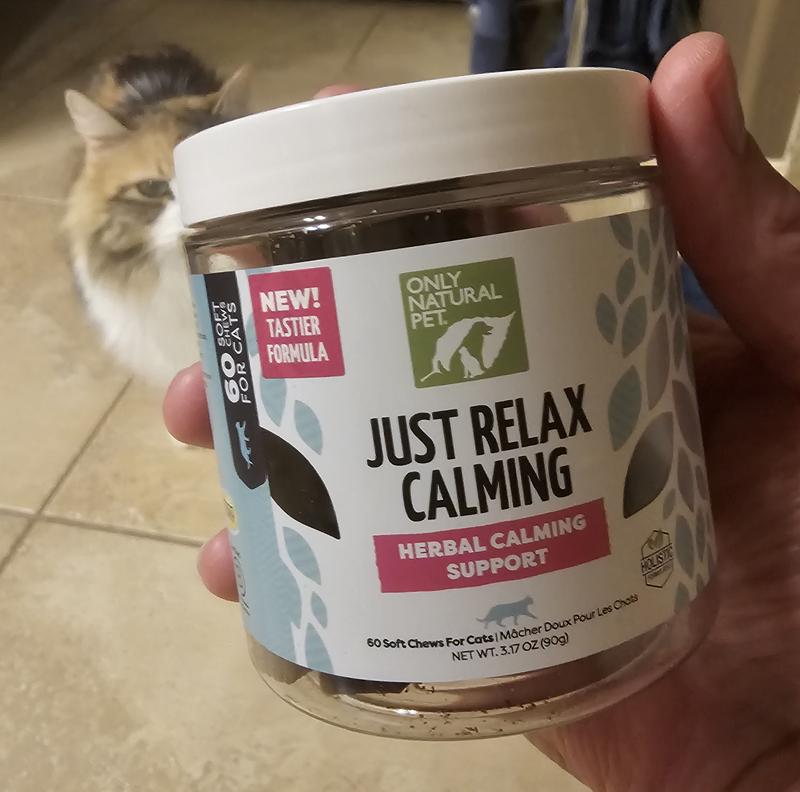 60 SOFT
CHEWS
FOR CATS
NEW!
TASTIER
FORMULA
ONLY
NATURAL
PET
JUST RELAX
CALMING
HERBAL CALMING
SUPPORT
HOLISTIC
60 Soft Chews For Cats | Mâcher Doux Pour Les Chats
NET WT. 3.17 OZ (90g)